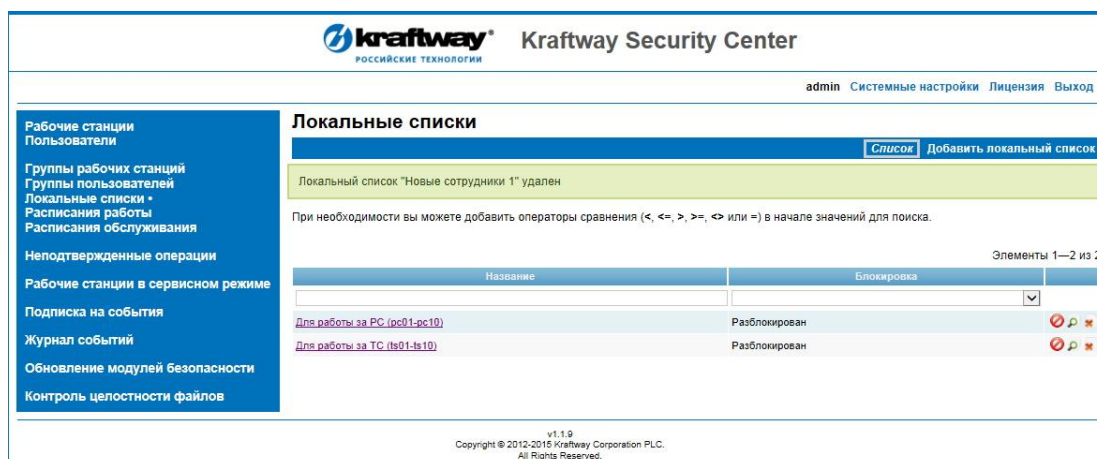 kraftway® Kraftway Security Center
РОССИЙСКИЕ ТЕХНОЛОГИИ
admin Системные настройки Лицензия Выход
Рабочие станции
Пользователи
Группы рабочих станций
Группы пользователей
Локальные списки •
Расписания работы
Расписания обслуживания
Неподтвержденные операции
Рабочие станции в сервисном режиме
Подписка на события
Журнал событий
Обновление модулей безопасности
Контроль целостности файлов
Локальные списки
Список Добавить локальный список
Локальный список "Новые сотрудники 1" удален
При необходимости вы можете добавить операторы сравнения (<, <=, >, >=, <> или =) в начале значений для поиска.
Элементы 1—2 из 2
Название Блокировка
Для работы за РС (pc01-pc10) Разблокирован
Для работы за ТС (ts01-ts10) Разблокирован
v1.1.9
Copyright © 2012-2015 Kraftway Corporation PLC.
All Rights Reserved.